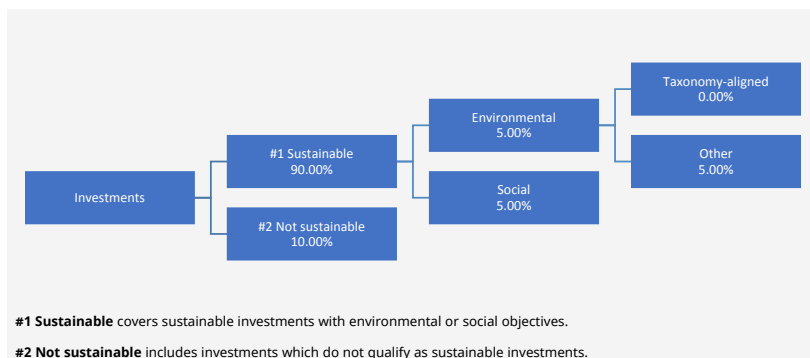 Investments
#1 Sustainable
90.00%
#2 Not sustainable
10.00%
Environmental
5.00%
Social
5.00%
Taxonomy-aligned
0.00%
Other
5.00%
#1 Sustainable covers sustainable investments with environmental or social objectives.
#2 Not sustainable includes investments which do not qualify as sustainable investments.